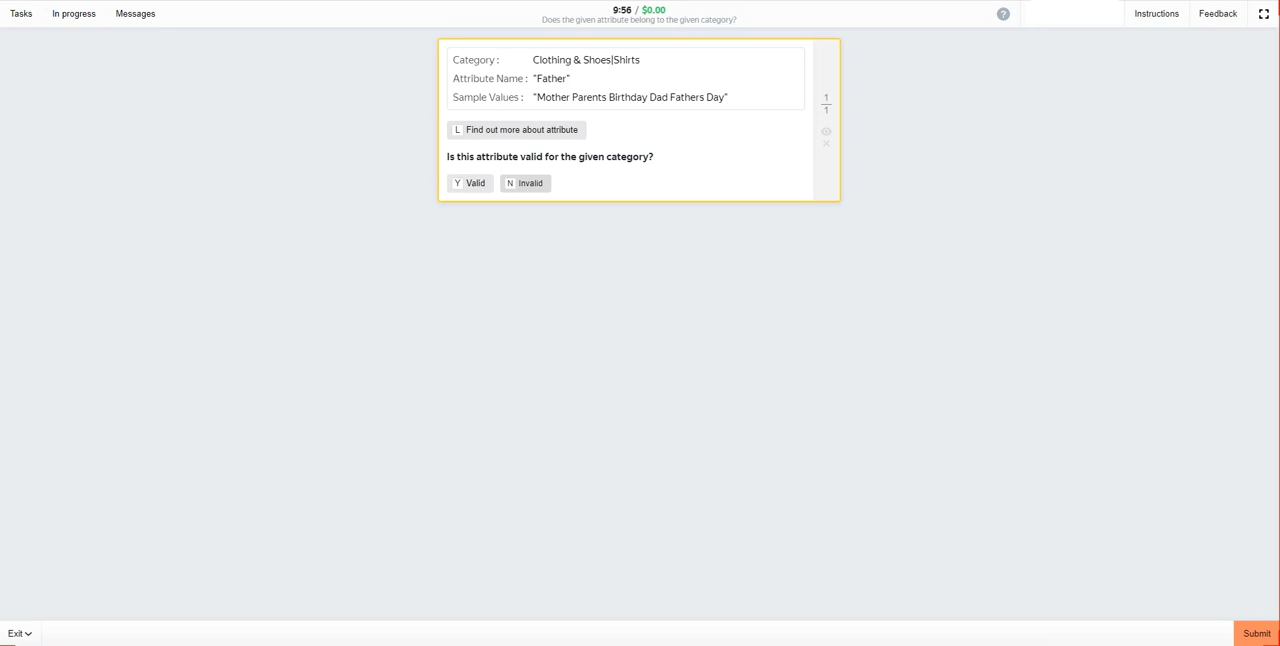 Tasks In progress Messages 9:56 / $0.00 ? Instructions Feedback
Does the given attribute belong to the given category?
Category : Clothing & Shoes|Shirts
Attribute Name : "Father"
Sample Values : "Mother Parents Birthday Dad Fathers Day"
1
1
L Find out more about attribute
Is this attribute valid for the given category?
Y Valid N Invalid
Exit Submit